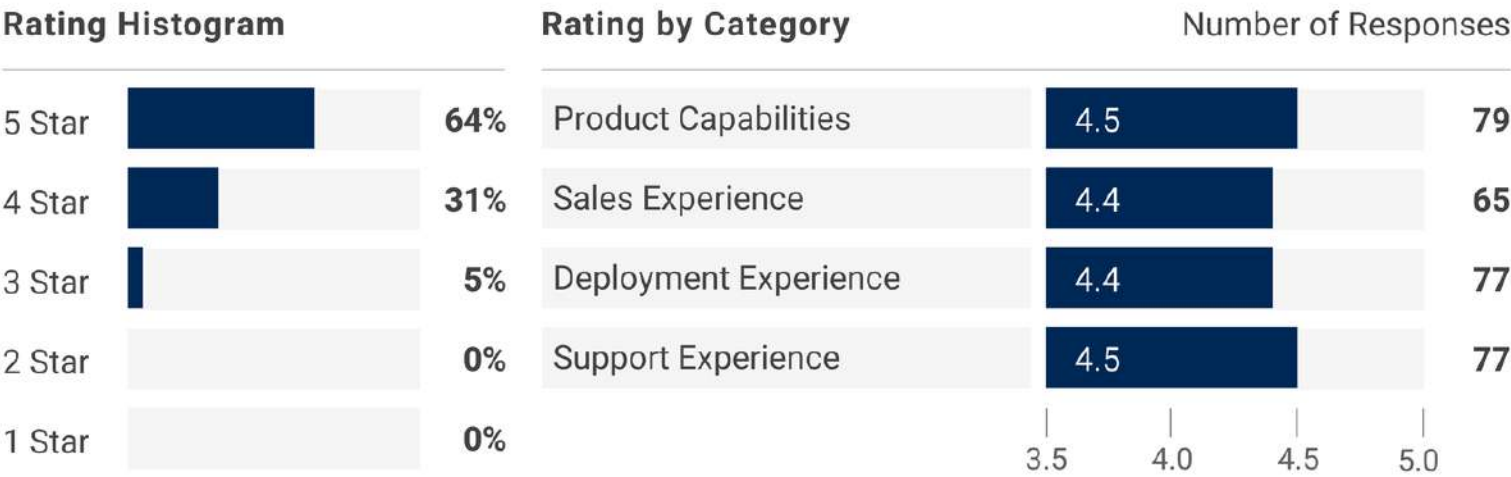 Rating Histogram
5 Star 64%
4 Star 31%
3 Star 5%
2 Star 0%
1 Star 0%
Rating by Category Number of Responses
Product Capabilities 4.5 79
Sales Experience 4.4 65
Deployment Experience 4.4 77
Support Experience 4.5 77
3.5 4.0 4.5 5.0